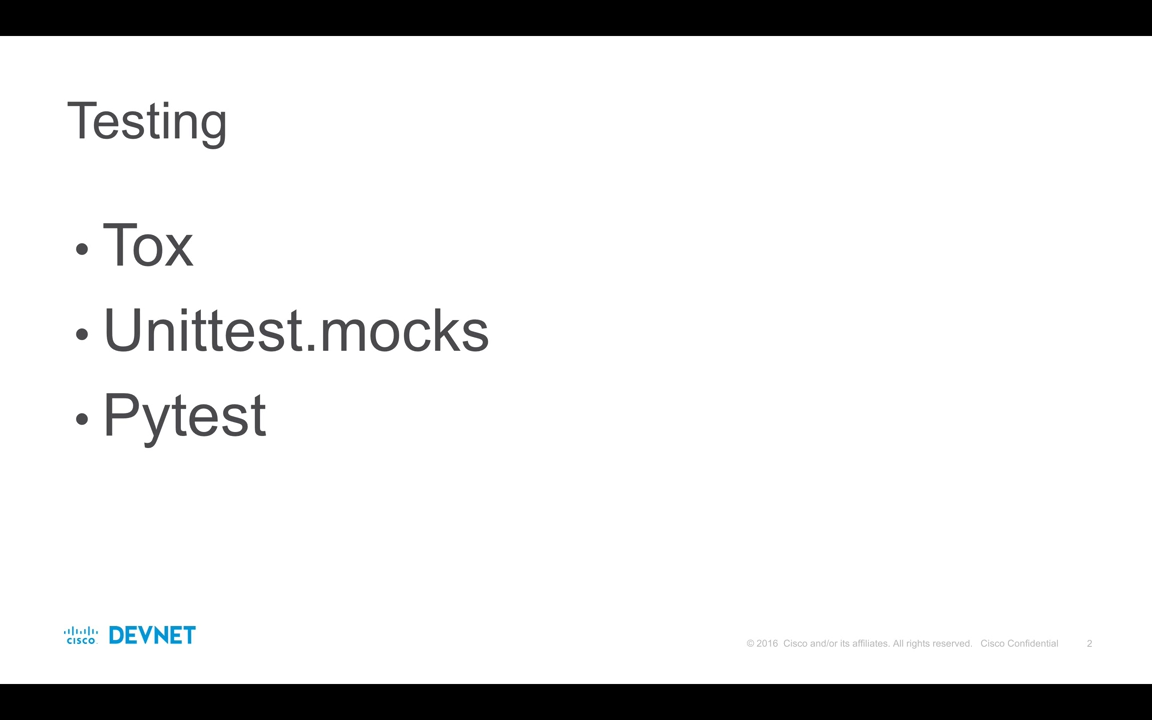 Testing
• Tox
• Unittest.mocks
• Pytest
CISCO DEVNET
© 2016 Cisco and/or its affiliates. All rights reserved. Cisco Confidential 2